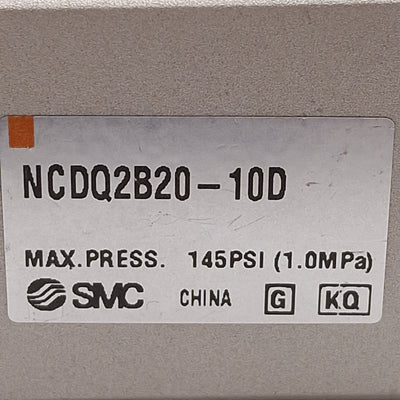 NCDQ2B20-10D
MAX.PRESS. 145PSI (1.0MPa)
SMC CHINA G KQ